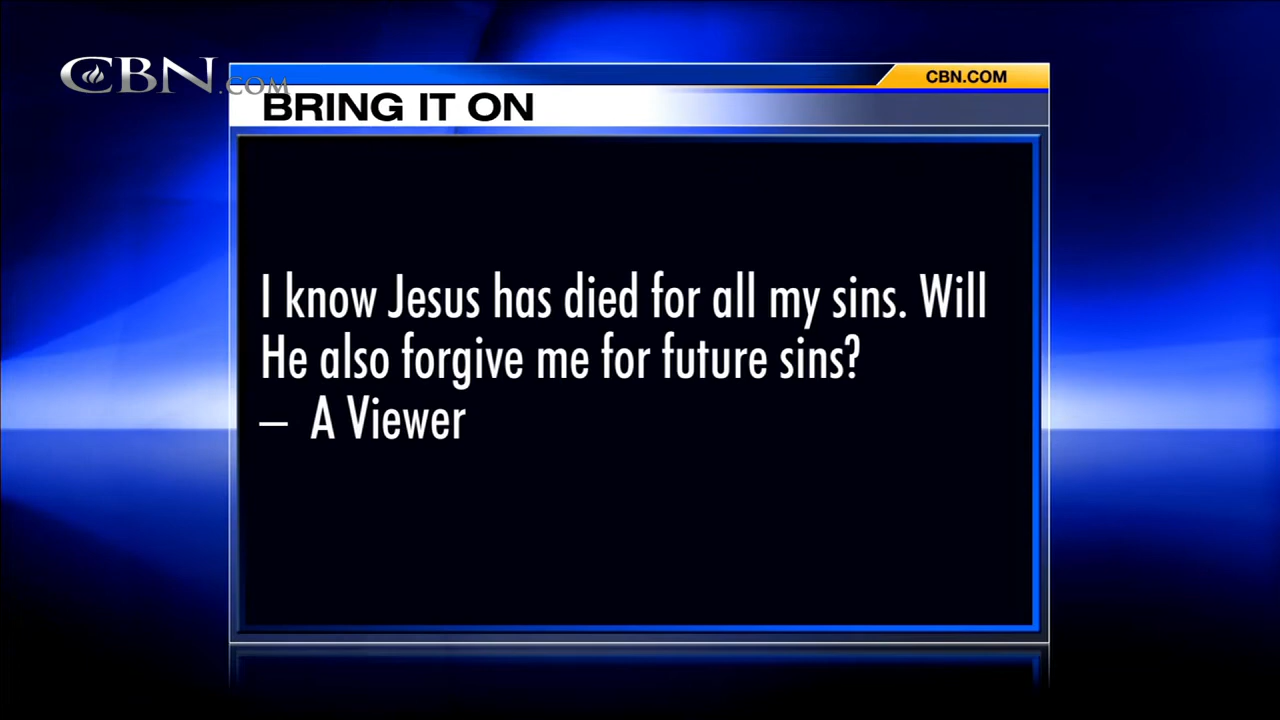 CBN.COM
CBN.COM
BRING IT ON
I know Jesus has died for all my sins. Will
He also forgive me for future sins?
– A Viewer